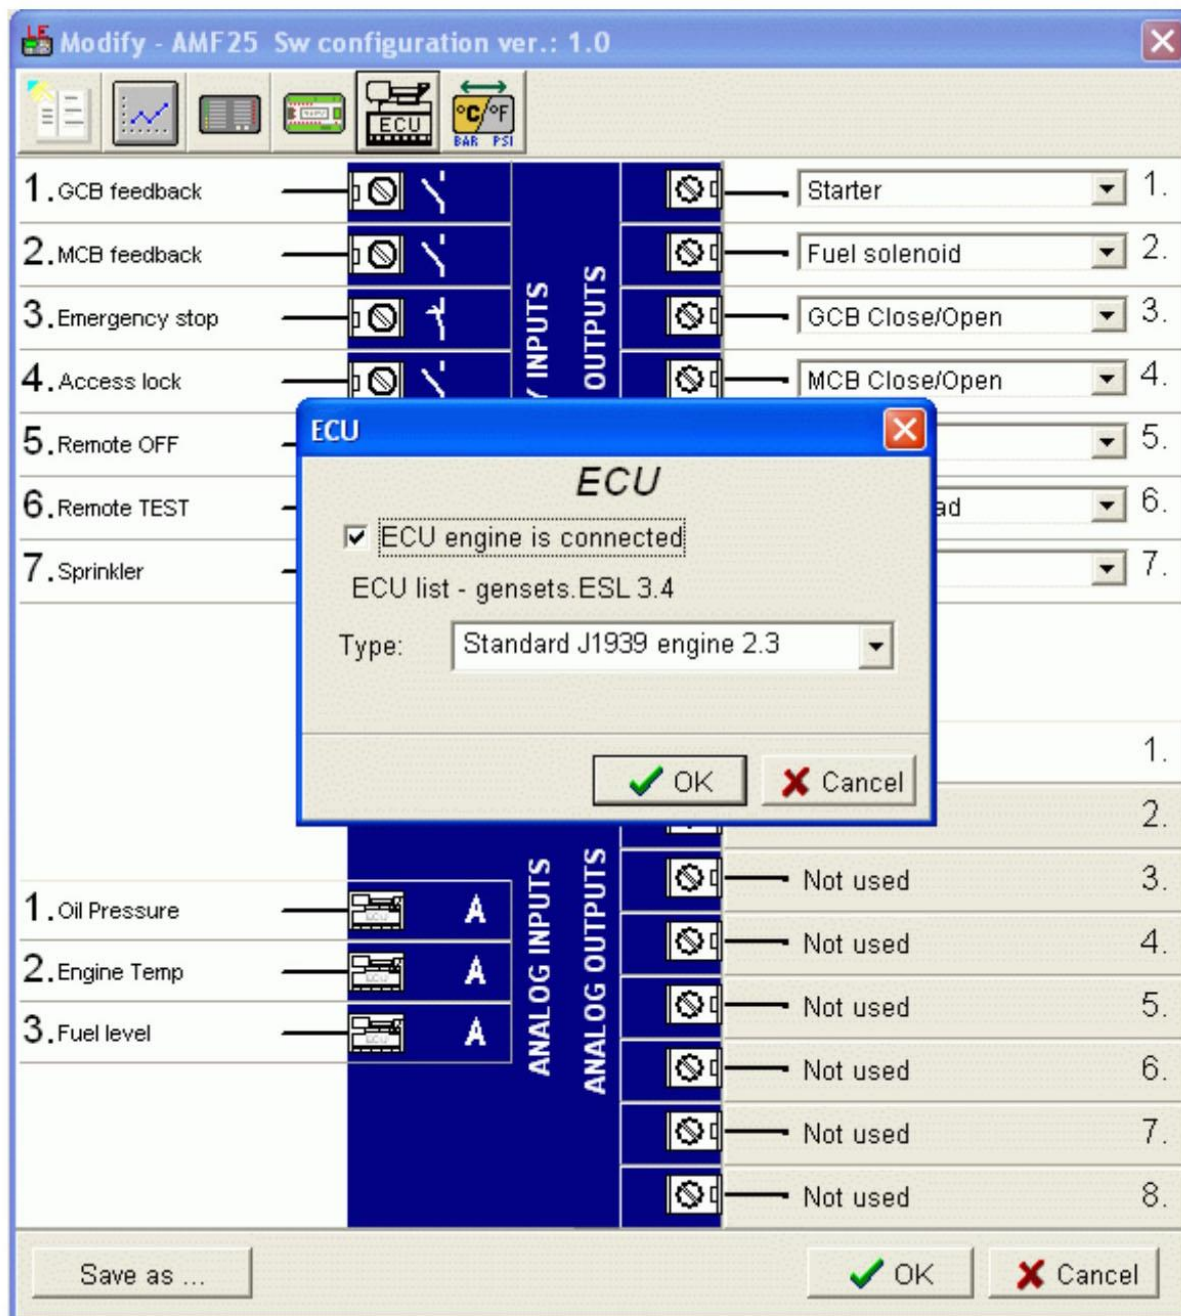 Modify - AMF25 Sw configuration ver.: 1.0
LE
ECU
°C/°F
BAR PSI
1. GCB feedback
Starter 1.
2. MCB feedback
Fuel solenoid 2.
3. Emergency stop
GCB Close/Open 3.
4. Access lock
MCB Close/Open 4.
5. Remote OFF
5.
6. Remote TEST
ad 6.
7. Sprinkler
7.
Y INPUTS
OUTPUTS
ECU
ECU
ECU engine is connected
ECU list - gensets.ESL 3.4
Type: Standard J1939 engine 2.3
OK Cancel
1.
2.
Not used 3.
1. Oil Pressure A
Not used 4.
2. Engine Temp A
Not used 5.
3. Fuel level A
Not used 6.
Not used 7.
Not used 8.
ANALOG INPUTS
ANALOG OUTPUTS
Save as ... OK Cancel